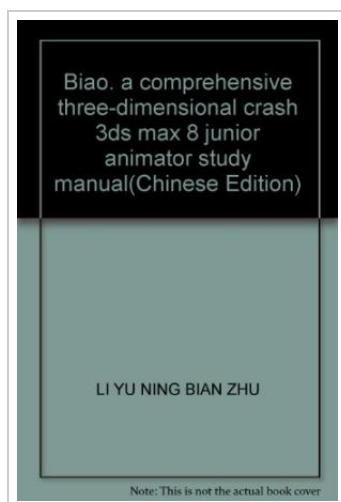 Biao. a comprehensive
three-dimensional crash
3ds max 8 junior
animator study
manual(Chinese Edition)
LI YU NING BIAN ZHU
Note: This is not the actual book cover